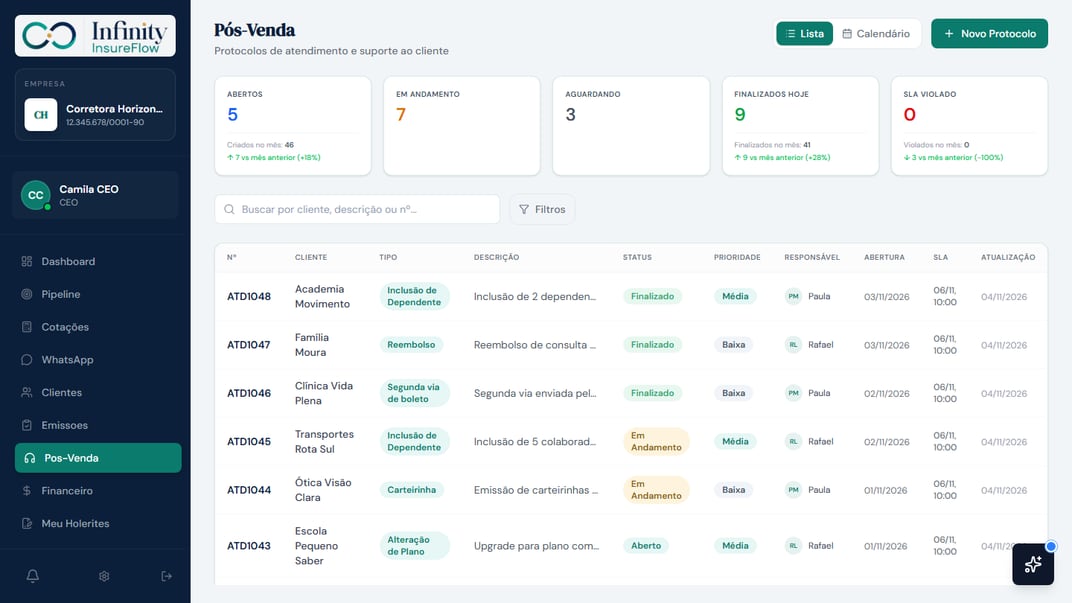 Infinity
InsureFlow
EMPRESA
CH
Corretora Horizon...
12.345.678/0001-90
CC
Camila CEO
CEO
Dashboard
Pipeline
Cotações
WhatsApp
Clientes
Emissoes
Pos-Venda
Financeiro
Meu Holerites
Pós-Venda
Protocolos de atendimento e suporte ao cliente
Lista
Calendário
+ Novo Protocolo
ABERTOS
5
Criados no mês: 46
↑ 7 vs mês anterior (+18%)
EM ANDAMENTO
7
AGUARDANDO
3
FINALIZADOS HOJE
9
Finalizados no mês: 41
↑ 9 vs mês anterior (+28%)
SLA VIOLADO
0
Violados no mês: 0
↓ 3 vs mês anterior (-100%)
Buscar por cliente, descrição ou nº...
Filtros
Nº CLIENTE TIPO DESCRIÇÃO STATUS PRIORIDADE RESPONSÁVEL ABERTURA SLA ATUALIZAÇÃO
ATD1048 Academia Movimento Inclusão de Dependente Inclusão de 2 dependen... Finalizado Média PM Paula 03/11/2026 06/11, 10:00 04/11/2026
ATD1047 Família Moura Reembolso Reembolso de consulta ... Finalizado Baixa RL Rafael 03/11/2026 06/11, 10:00 04/11/2026
ATD1046 Clínica Vida Plena Segunda via de boleto Segunda via enviada pel... Finalizado Baixa PM Paula 02/11/2026 06/11, 10:00 04/11/2026
ATD1045 Transportes Rota Sul Inclusão de Dependente Inclusão de 5 colaborad... Em Andamento Média RL Rafael 02/11/2026 06/11, 10:00 04/11/2026
ATD1044 Ótica Visão Clara Carteirinha Emissão de carteirinhas ... Em Andamento Baixa PM Paula 01/11/2026 06/11, 10:00 04/11/2026
ATD1043 Escola Pequeno Saber Alteração de Plano Upgrade para plano com... Aberto Média RL Rafael 01/11/2026 06/11, 10:00